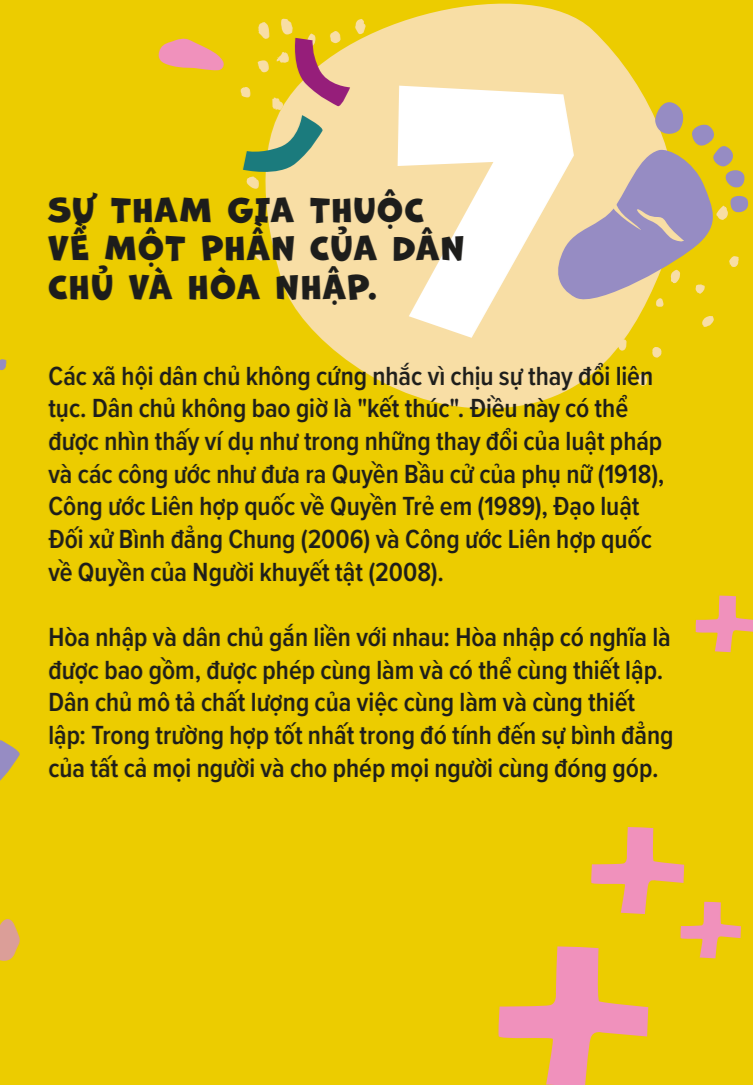 7
SỰ THAM GIA THUỘC
VỀ MỘT PHẦN CỦA DÂN
CHỦ VÀ HÒA NHẬP.
Các xã hội dân chủ không cứng nhắc vì chịu sự thay đổi liên
tục. Dân chủ không bao giờ là "kết thúc". Điều này có thể
được nhìn thấy ví dụ như trong những thay đổi của luật pháp
và các công ước như đưa ra Quyền Bầu cử của phụ nữ (1918),
Công ước Liên hợp quốc về Quyền Trẻ em (1989), Đạo luật
Đối xử Bình đẳng Chung (2006) và Công ước Liên hợp quốc
về Quyền của Người khuyết tật (2008).
Hòa nhập và dân chủ gắn liền với nhau: Hòa nhập có nghĩa là
được bao gồm, được phép cùng làm và có thể cùng thiết lập.
Dân chủ mô tả chất lượng của việc cùng làm và cùng thiết
lập: Trong trường hợp tốt nhất trong đó tính đến sự bình đẳng
của tất cả mọi người và cho phép mọi người cùng đóng góp.